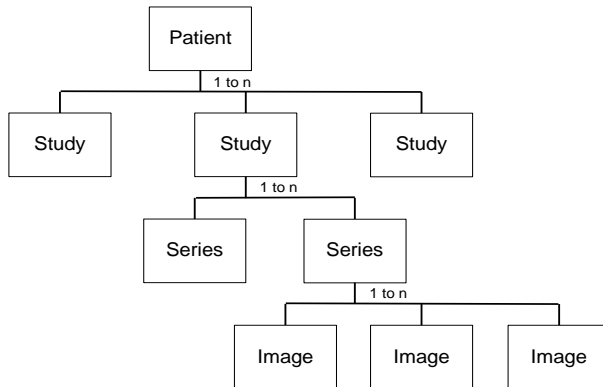 Patient
1 to n
Study Study Study
1 to n
Series Series
1 to n
Image Image Image